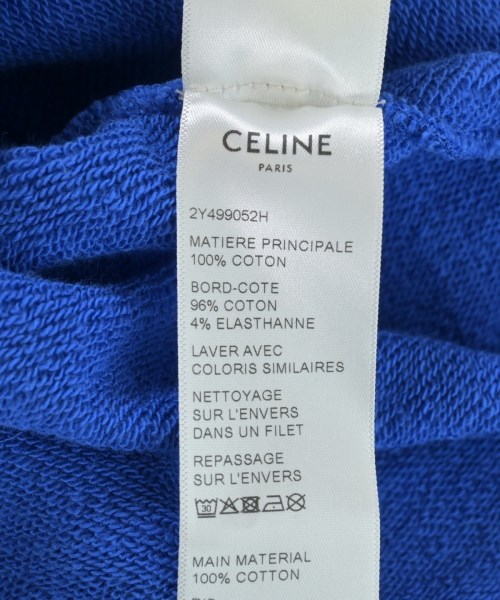 CELINE
PARIS
2Y499052H
MATIERE PRINCIPALE
100% COTON
BORD-COTE
96% COTON
4% ELASTHANNE
LAVER AVEC
COLORIS SIMILAIRES
NETTOYAGE
SUR L'ENVERS
DANS UN FILET
REPASSAGE
SUR L'ENVERS
30
MAIN MATERIAL
100% COTTON